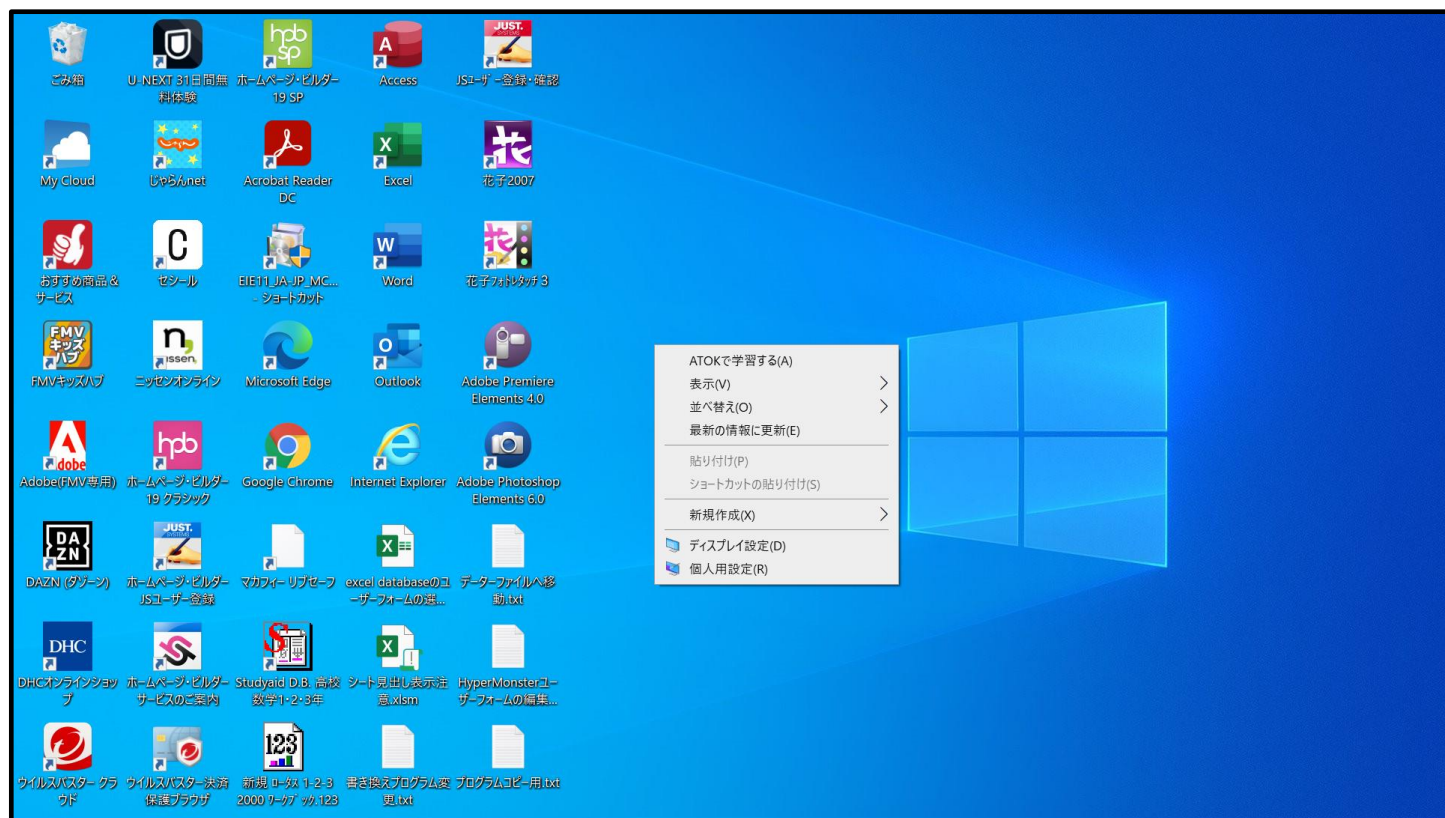 ごみ箱
U-NEXT 31日間無
料体験
hpb
sp
ホームページ・ビルダー
19 SP
A
Access
JUST.
SYSTEMS
JSユーザー登録・確認
My Cloud
じゃらんnet
Acrobat Reader
DC
X
Excel
花
花子2007
おすすめ商品 &
サービス
C
セシール
EIE11_JA-JP_MC...
- ショートカット
W
Word
花子フォトレタッチ 3
FMV
キッズ
ハブ
FMVキッズハブ
n,
issen,
ニッセンオンライン
Microsoft Edge
O
Outlook
Adobe Premiere
Elements 4.0
Adobe
Adobe(FMV専用)
hpb
ホームページ・ビルダー
19 クラシック
Google Chrome
Internet Explorer
Adobe Photoshop
Elements 6.0
DA
ZN
DAZN (ダゾーン)
JUST.
SYSTEMS
ホームページ・ビルダー
JSユーザー登録
マカフィー リブセーフ
X
excel databaseのユ
ーザーフォームの選...
データーファイルへ移
動.txt
DHC
DHCオンラインショッ
プ
ホームページ・ビルダー
サービスのご案内
S
Studyaid D.B. 高校
数学1・2・3年
X
シート見出し表示注
意.xlsm
HyperMonsterユー
ザーフォームの編集...
ウイルスバスター クラ
ウド
ウイルスバスター決済
保護ブラウザ
123
新規 ロータス 1-2-3
2000 ワークブック.123
書き換えプログラム変
更.txt
プログラムコピー用.txt
ATOKで学習する(A)
表示(V)
並べ替え(O)
最新の情報に更新(E)
貼り付け(P)
ショートカットの貼り付け(S)
新規作成(X)
ディスプレイ設定(D)
個人用設定(R)